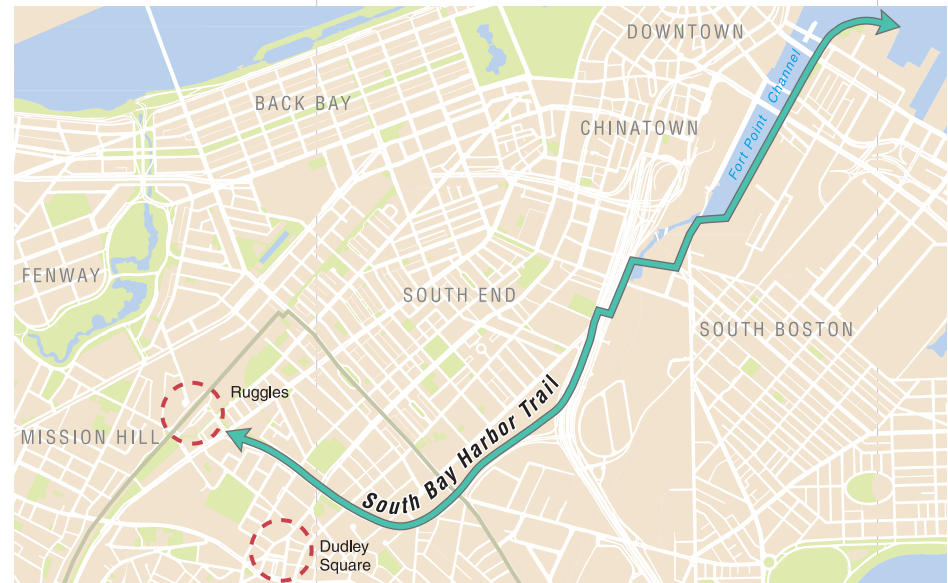 DOWNTOWN
BACK BAY
CHINATOWN
Fort Point Channel
FENWAY
SOUTH END
SOUTH BOSTON
Ruggles
MISSION HILL
South Bay Harbor Trail
Dudley
Square